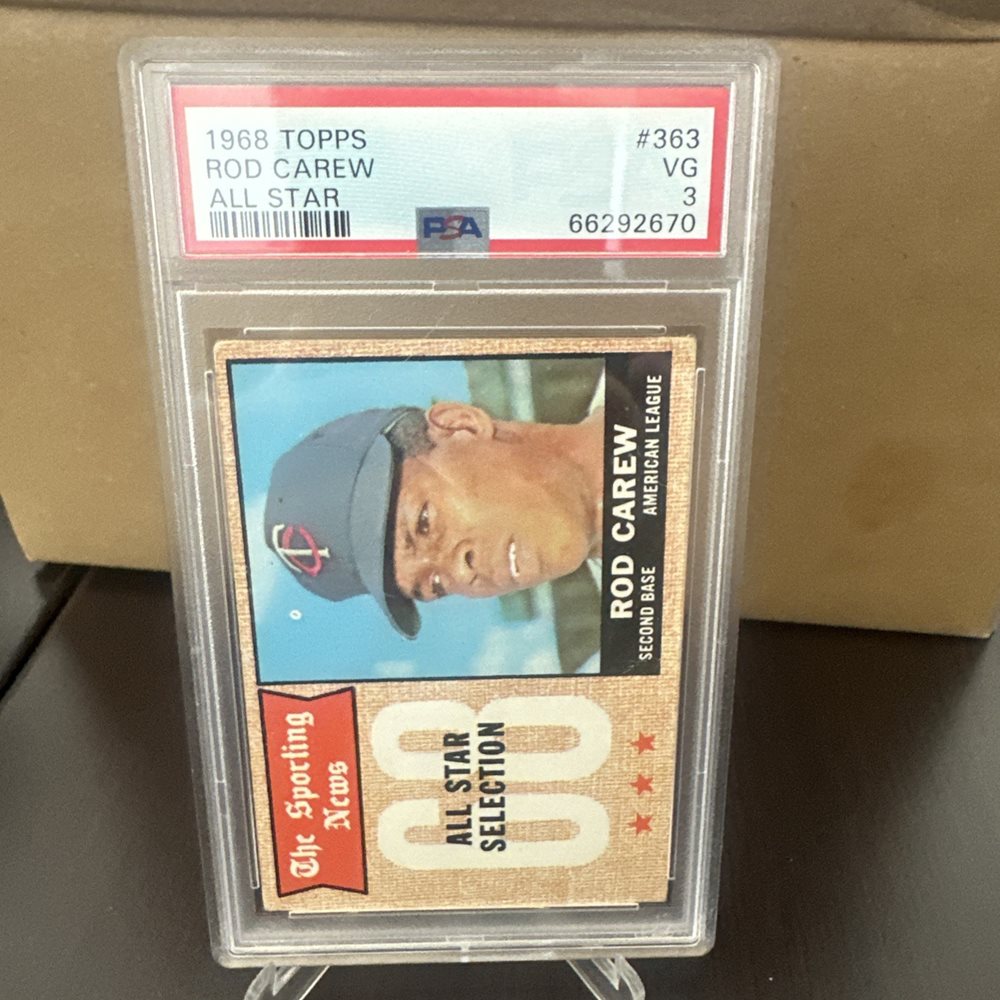 1968 TOPPS #363
ROD CAREW VG
ALL STAR 3
PSA 66292670
The Sporting
News
68
ALL STAR
SELECTION
ROD CAREW
SECOND BASE AMERICAN LEAGUE
TC